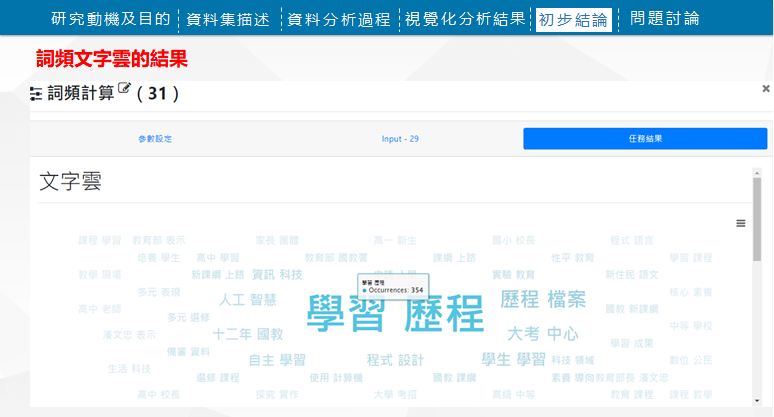 研究動機及目的 資料集描述 資料分析過程 視覺化分析結果 初步結論 問題討論
詞頻文字雲的結果
詞頻計算 ( 31 )
參數設定 Input - 29 任務結果
文字雲
課程 學習 教育部 表示 家長 團體 高一 新生 國小 校長 程式 語言
培養 學生 高中 學習 教育部 國教署 課綱 上路 性平 教育 學習 課程
教學 現場 新課綱 上路 資訊 科技 實驗 教育 新住民 語文
學習 歷程
Occurrences: 354
多元 表現 人工 智慧 學習 歷程 歷程 檔案 核心 素養
高中 老師 多元 選修 國教 新課綱
潘文忠 表示 十二年 國教 大考 中心 中等 學校
備審 資料 自主 學習 程式 設計 學生 學習 科技 領域 學習 成果 數位 公民
生活 科技 選修 課程 使用 計算機 國教 課綱 素養 導向 教育部長 潘文忠
高中 校長 探究 實作 大學 考招 高級 中等 教育 課程 課程 教學